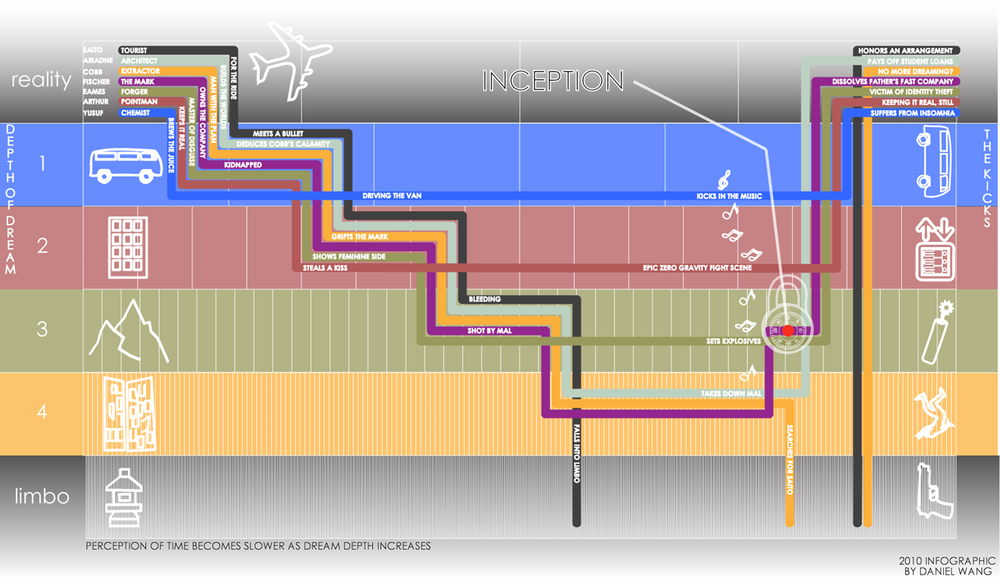 SAITO TOURIST
ARIADNE ARCHITECT
COBB EXTRACTOR
FISCHER THE MARK
EAMES FORGER
ARTHUR POINTMAN
YUSUF CHEMIST
reality
FOR THE RIDE
BUILDS THE WORLDS
MAN WITH THE PLAN
OWNS THE COMPANY
MASTER OF DISGUISE
KEEPS IT REAL
BREWS THE JUICE
INCEPTION
HONORS AN ARRANGEMENT
PAYS OFF STUDENT LOANS
NO MORE DREAMING?
DISSOLVES FATHER'S FAST COMPANY
VICTIM OF IDENTITY THEFT
KEEPING IT REAL, STILL
SUFFERS FROM INSOMNIA
DEPTH OF DREAM
THE KICKS
1
MEETS A BULLET
DEDUCES COBB'S CALAMITY
KIDNAPPED
DRIVING THE VAN
KICKS IN THE MUSIC
2
GRIFTS THE MARK
SHOWS FEMININE SIDE
STEALS A KISS
EPIC ZERO GRAVITY FIGHT SCENE
3
BLEEDING
SHOT BY MAL
SETS EXPLOSIVES
4
TAKES DOWN MAL
FALLS INTO LIMBO
SEARCHES FOR SAITO
limbo
PERCEPTION OF TIME BECOMES SLOWER AS DREAM DEPTH INCREASES
2010 INFOGRAPHIC
BY DANIEL WANG